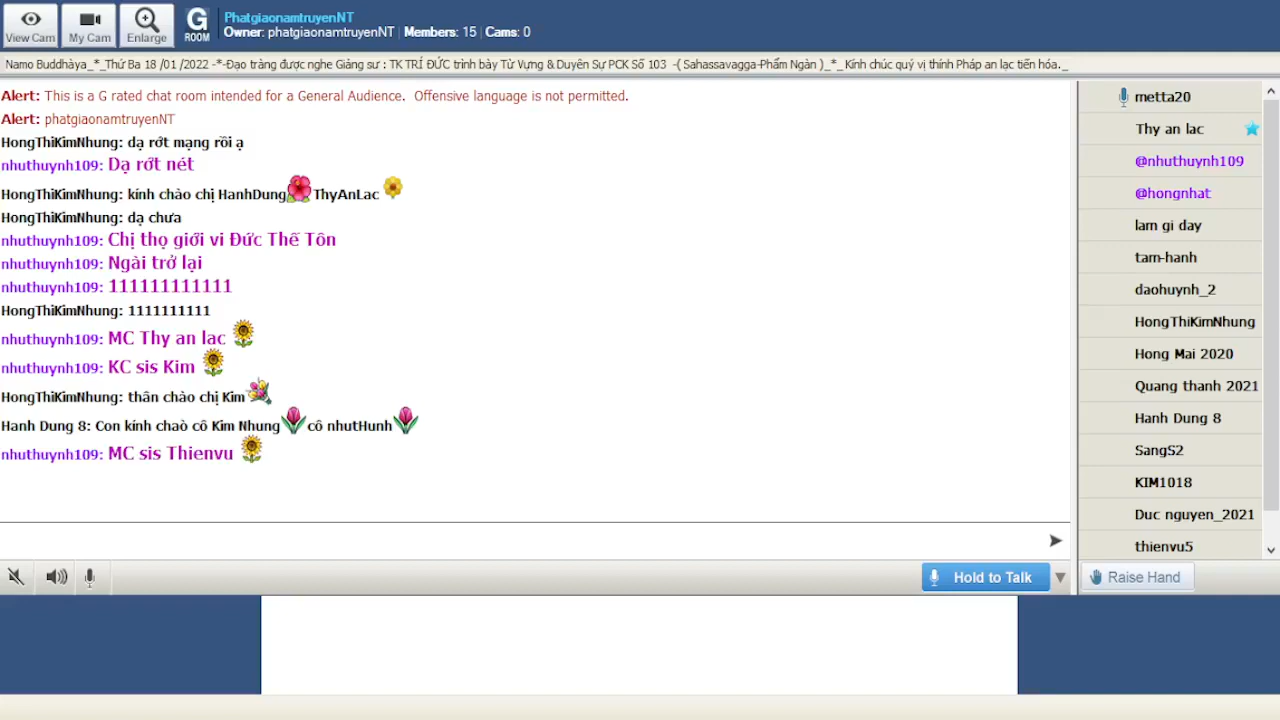 View Cam
My Cam
Enlarge
G
ROOM
PhatgiaonamtruyenNT
Owner: phatgiaonamtruyenNT | Members: 15 | Cams: 0
Namo Buddhàya_*_Thứ Ba 18 /01 /2022 -*-Đạo tràng được nghe Giảng sư : TK TRÍ ĐỨC trình bày Từ Vựng & Duyên Sự PCK Số 103 -( Sahassavagga-Phẩm Ngàn )_*_ Kính chúc quý vị thính Pháp an lạc tiến hóa._
Alert: This is a G rated chat room intended for a General Audience. Offensive language is not permitted.
Alert: phatgiaonamtruyenNT
HongThiKimNhung: dạ rớt mạng rồi ạ
nhuthuynh109: Dạ rớt nét
HongThiKimNhung: kính chào chị HanhDung ThyAnLac
HongThiKimNhung: dạ chưa
nhuthuynh109: Chị thọ giới vi Đức Thế Tôn
nhuthuynh109: Ngài trở lại
nhuthuynh109: 111111111111
HongThiKimNhung: 1111111111
nhuthuynh109: MC Thy an lac
nhuthuynh109: KC sis Kim
HongThiKimNhung: thân chào chị Kim
Hanh Dung 8: Con kính chaò cô Kim Nhung cô nhutHunh
nhuthuynh109: MC sis Thienvu
metta20
Thy an lac
@nhuthuynh109
@hongnhat
lam gi day
tam-hanh
daohuynh_2
HongThiKimNhung
Hong Mai 2020
Quang thanh 2021
Hanh Dung 8
SangS2
KIM1018
Duc nguyen_2021
thienvu5
Hold to Talk
Raise Hand